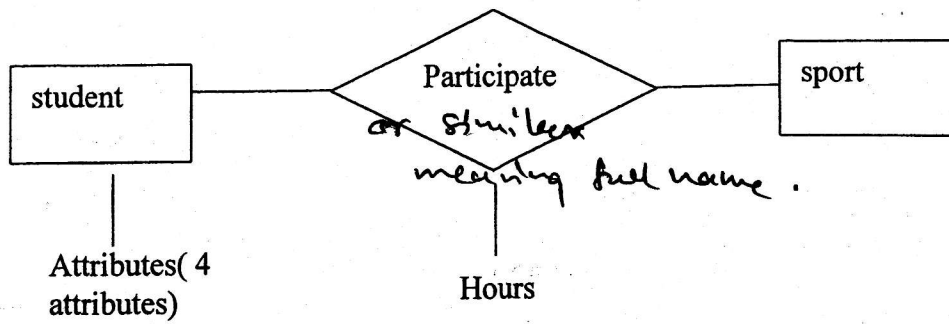 student
Participate
sport
or similar
meaning full name.
Attributes( 4
attributes)
Hours